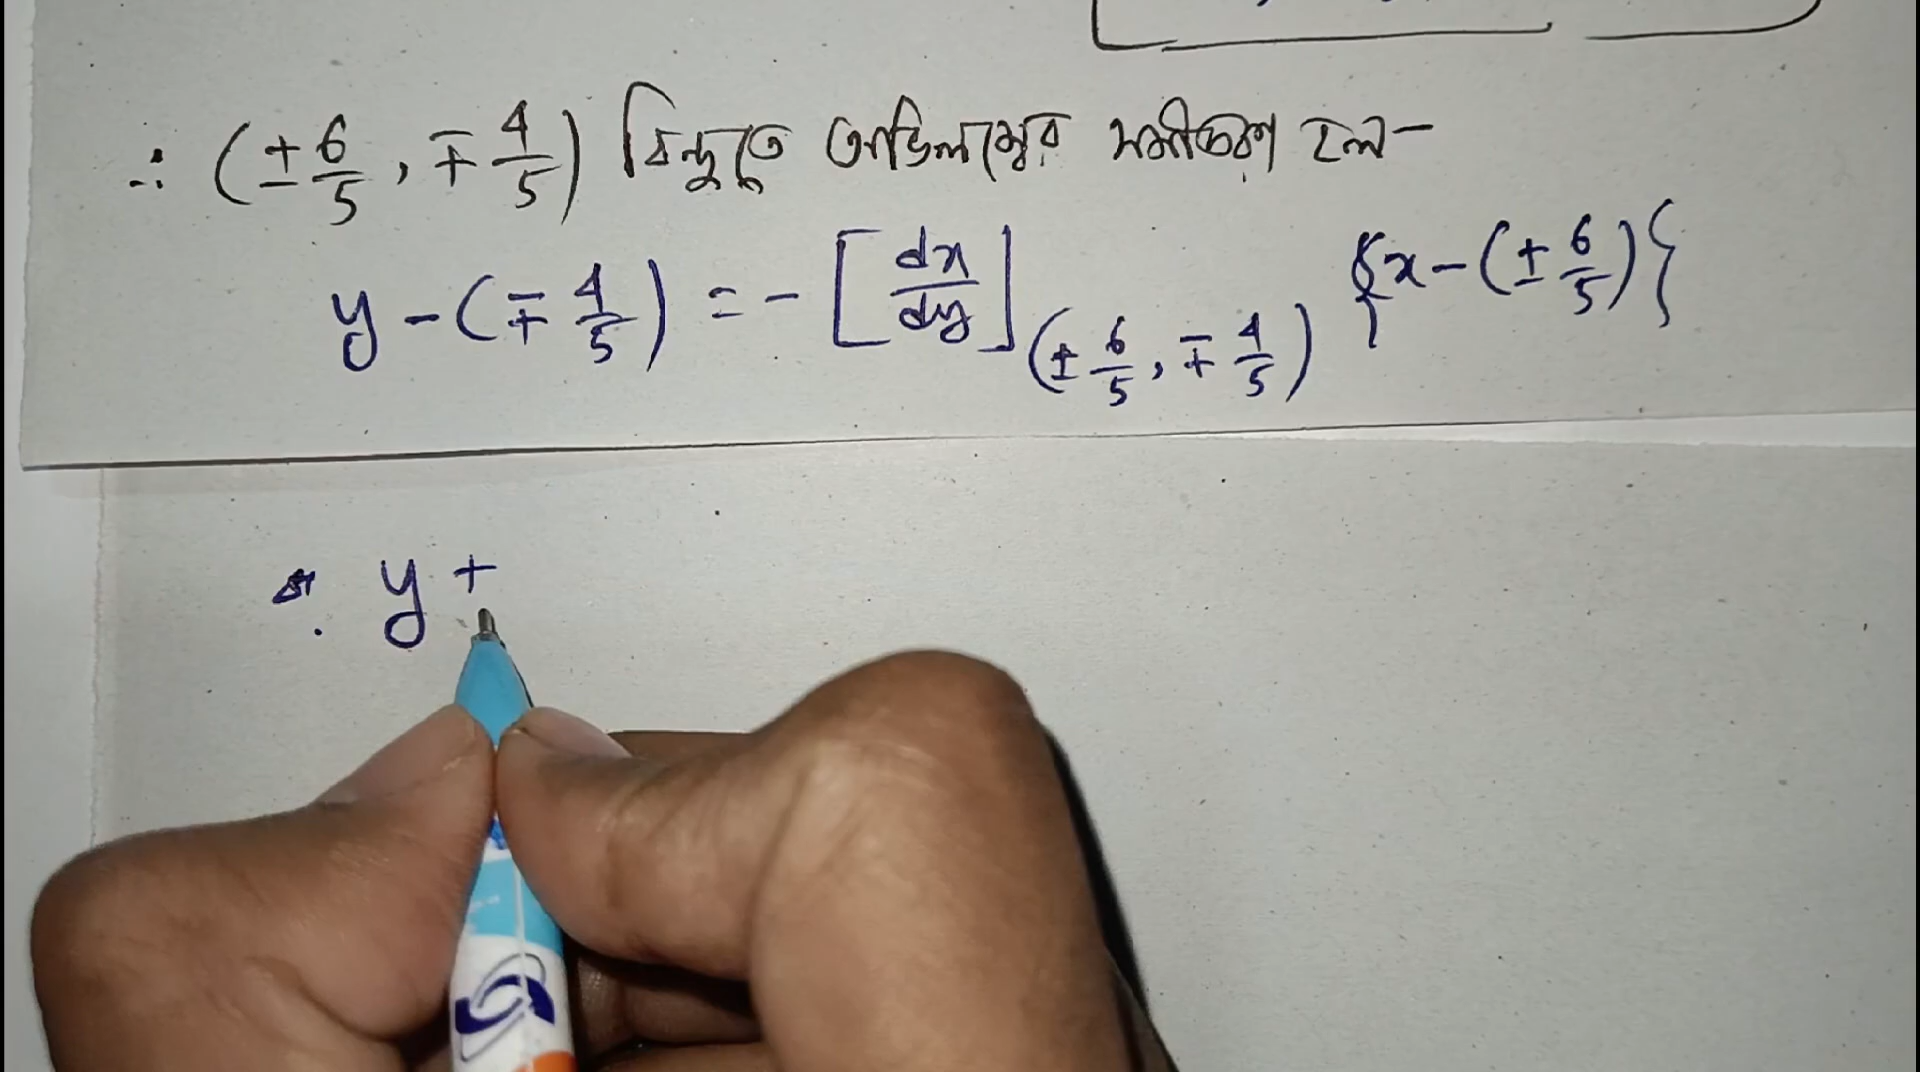 ∴ (± 6/5, ∓ 4/5) বিন্দুতে অভিলম্বের সমীকরণ হল-
y - (∓ 4/5) = - [dx/dy](± 6/5, ∓ 4/5) {x - (± 6/5)}
y +